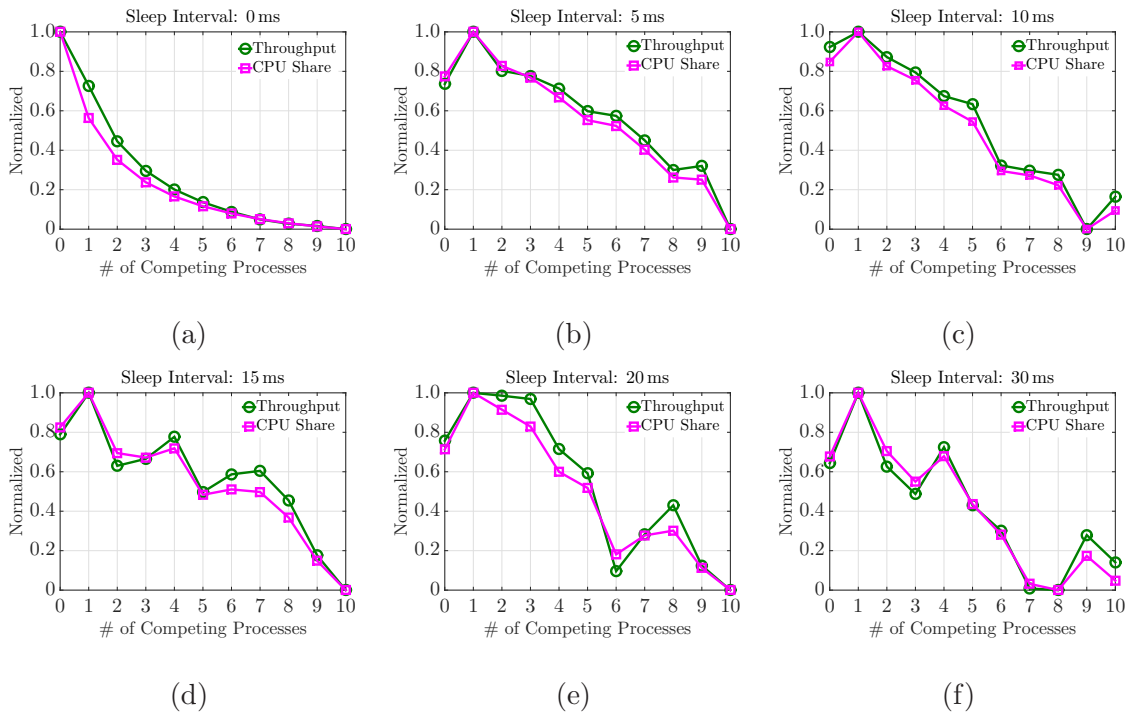 Sleep Interval: 0 ms
1.0
0.8
0.6
0.4
0.2
0
Normalized
Throughput
CPU Share
0 1 2 3 4 5 6 7 8 9 10
# of Competing Processes
(a)
Sleep Interval: 5 ms
1.0
0.8
0.6
0.4
0.2
0
Normalized
Throughput
CPU Share
0 1 2 3 4 5 6 7 8 9 10
# of Competing Processes
(b)
Sleep Interval: 10 ms
1.0
0.8
0.6
0.4
0.2
0
Normalized
Throughput
CPU Share
0 1 2 3 4 5 6 7 8 9 10
# of Competing Processes
(c)
Sleep Interval: 15 ms
1.0
0.8
0.6
0.4
0.2
0
Normalized
Throughput
CPU Share
0 1 2 3 4 5 6 7 8 9 10
# of Competing Processes
(d)
Sleep Interval: 20 ms
1.0
0.8
0.6
0.4
0.2
0
Normalized
Throughput
CPU Share
0 1 2 3 4 5 6 7 8 9 10
# of Competing Processes
(e)
Sleep Interval: 30 ms
1.0
0.8
0.6
0.4
0.2
0
Normalized
Throughput
CPU Share
0 1 2 3 4 5 6 7 8 9 10
# of Competing Processes
(f)